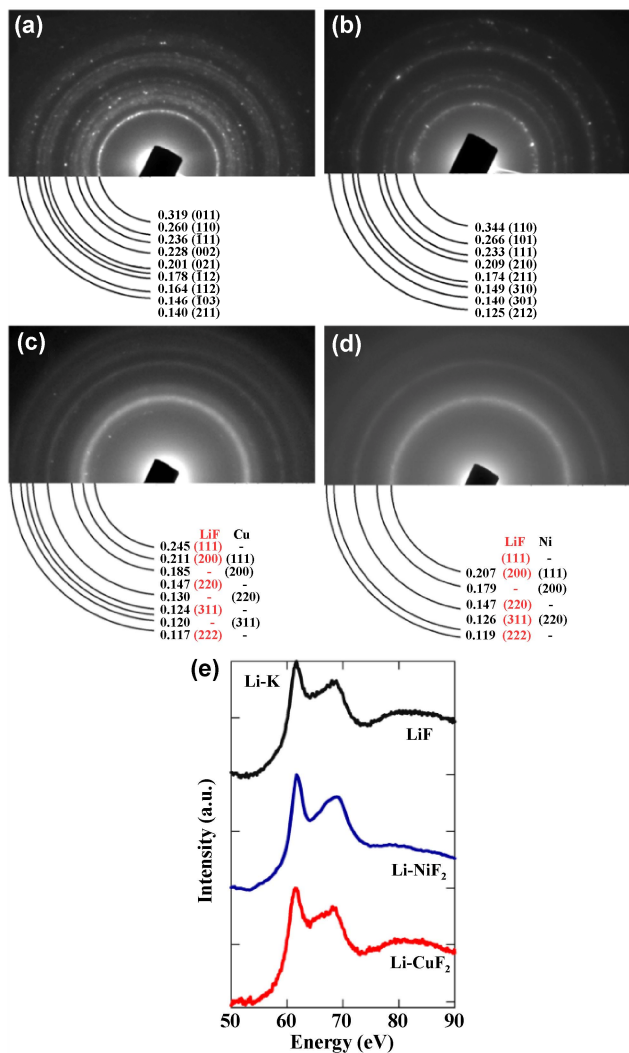 (a)
0.319 (011)
0.260 (1̄10)
0.236 (1̄11)
0.228 (002)
0.201 (021)
0.178 (1̄12)
0.164 (112)
0.146 (1̄03)
0.140 (211)
(b)
0.344 (110)
0.266 (101)
0.233 (111)
0.209 (210)
0.174 (211)
0.149 (310)
0.140 (301)
0.125 (212)
(c)
LiF Cu
0.245 (111) -
0.211 (200) (111)
0.185 - (200)
0.147 (220) -
0.130 - (220)
0.124 (311) -
0.120 - (311)
0.117 (222) -
(d)
LiF Ni
(111) -
0.207 (200) (111)
0.179 - (200)
0.147 (220) -
0.126 (311) (220)
0.119 (222) -
(e)
Li-K
LiF
Li-NiF₂
Li-CuF₂
Intensity (a.u.)
50 60 70 80 90
Energy (eV)